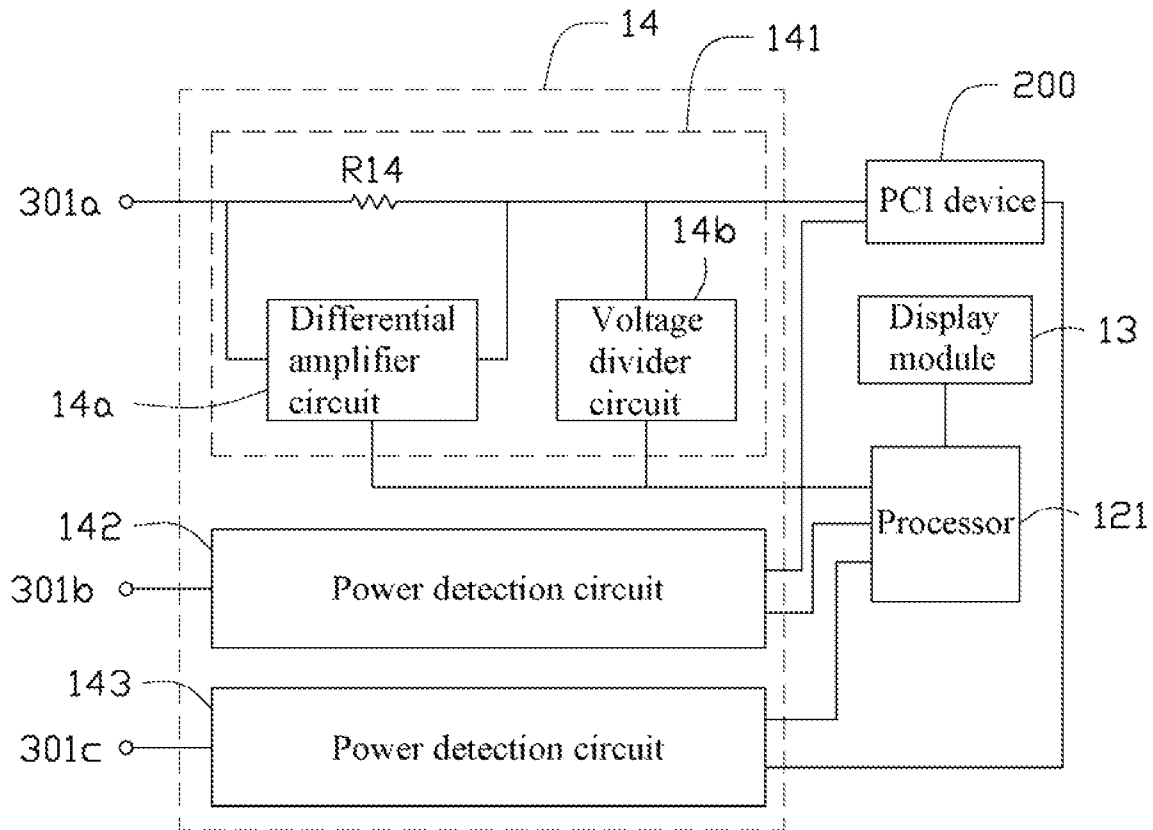 14
141
200
301a
R14
PCI device
14b
Differential
amplifier
circuit
Voltage
divider
circuit
Display
module
13
14a
142
Processor
121
301b
Power detection circuit
143
301c
Power detection circuit